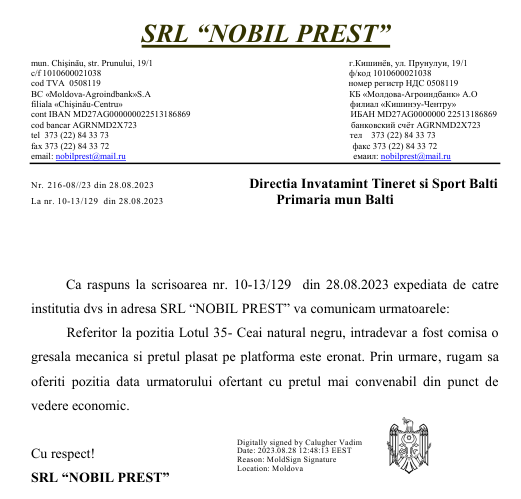 SRL “NOBIL PREST”
mun. Chişinău, str. Prunului, 19/1
c/f 1010600021038
cod TVA 0508119
BC «Moldova-Agroindbank»S.A
filiala «Chişinău-Centru»
cont IBAN MD27AG000000022513186869
cod bancar AGRNMD2X723
tel 373 (22) 84 33 73
fax 373 (22) 84 33 72
email: nobilprest@mail.ru
г.Кишинёв, ул. Прунулуи, 19/1
ф/код 1010600021038
номер регистр НДС 0508119
КБ «Молдова-Агроиндбанк» А.О
филиал «Кишинэу-Чентру»
ИБАН MD27AG0000000 22513186869
банковский счёт AGRNMD2X723
тел 373 (22) 84 33 73
факс 373 (22) 84 33 72
емаил: nobilprest@mail.ru
Nr. 216-08//23 din 28.08.2023
La nr. 10-13/129 din 28.08.2023
Directia Invatamint Tineret si Sport Balti
Primaria mun Balti
Ca raspuns la scrisoarea nr. 10-13/129 din 28.08.2023 expediata de catre
institutia dvs in adresa SRL “NOBIL PREST” va comunicam urmatoarele:
Referitor la pozitia Lotul 35- Ceai natural negru, intradevar a fost comisa o
gresala mecanica si pretul plasat pe platforma este eronat. Prin urmare, rugam sa
oferiti pozitia data urmatorului ofertant cu pretul mai convenabil din punct de
vedere economic.
Digitally signed by Calugher Vadim
Date: 2023.08.28 12:48:13 EEST
Reason: MoldSign Signature
Location: Moldova
Cu respect!
SRL “NOBIL PREST”